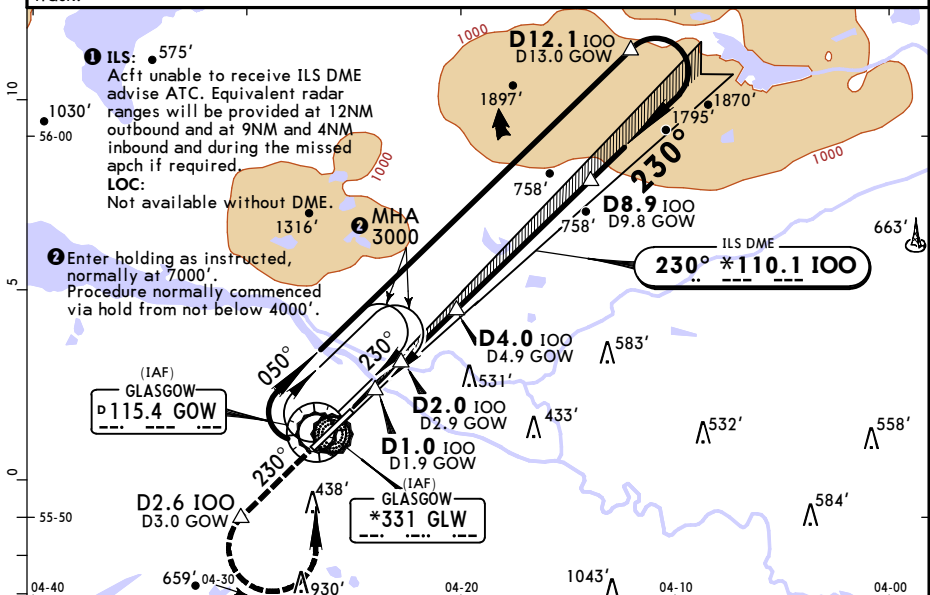 1000
D12.1 IOO
D13.0 GOW
❶ ILS:
575'
Acft unable to receive ILS DME
advise ATC. Equivalent radar
ranges will be provided at 12NM
outbound and at 9NM and 4NM
inbound and during the missed
apch if required.
LOC:
Not available without DME.
10
1030'
56-00
1897'
1870'
1795'
230°
1000
1000
758'
D8.9 IOO
D9.8 GOW
758'
1316'
❷ MHA
3000
663'
❷ Enter holding as instructed,
normally at 7000'.
Procedure normally commenced
via hold from not below 4000'.
ILS DME
230° *110.1 IOO
5
D4.0 IOO
D4.9 GOW
583'
230°
050°
531'
(IAF)
GLASGOW
D 115.4 GOW
D2.0 IOO
D2.9 GOW
433'
532'
558'
D1.0 IOO
D1.9 GOW
0
230°
(IAF)
GLASGOW
*331 GLW
438'
D2.6 IOO
D3.0 GOW
584'
55-50
659'
04-30
930'
1043'
04-40
04-20
04-10
04-00